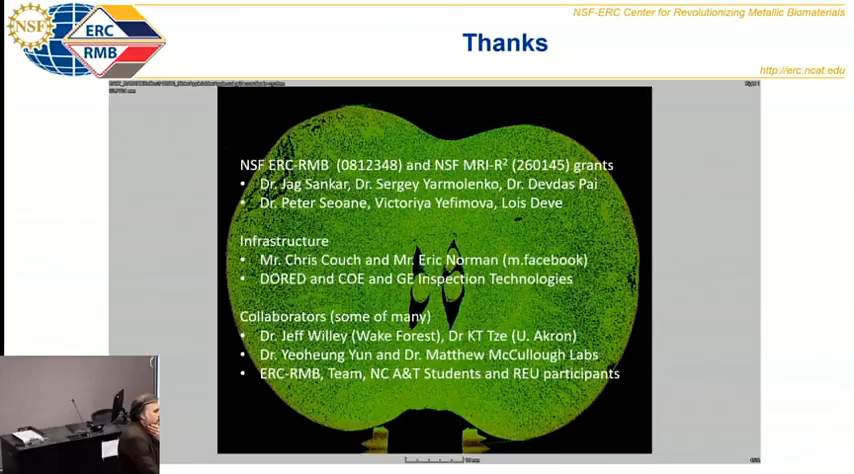 NSF-ERC Center for Revolutionizing Metallic Biomaterials
NSF
ERC
RMB
Thanks
http://erc.ncat.edu
NSF ERC-RMB (0812348) and NSF MRI-R² (260145) grants
• Dr. Jag Sankar, Dr. Sergey Yarmolenko, Dr. Devdas Pai
• Dr. Peter Seoane, Victoriya Yefimova, Lois Deve
Infrastructure
• Mr. Chris Couch and Mr. Eric Norman (m.facebook)
• DORED and COE and GE Inspection Technologies
Collaborators (some of many)
• Dr. Jeff Willey (Wake Forest), Dr KT Tze (U. Akron)
• Dr. Yeoheung Yun and Dr. Matthew McCullough Labs
• ERC-RMB, Team, NC A&T Students and REU participants